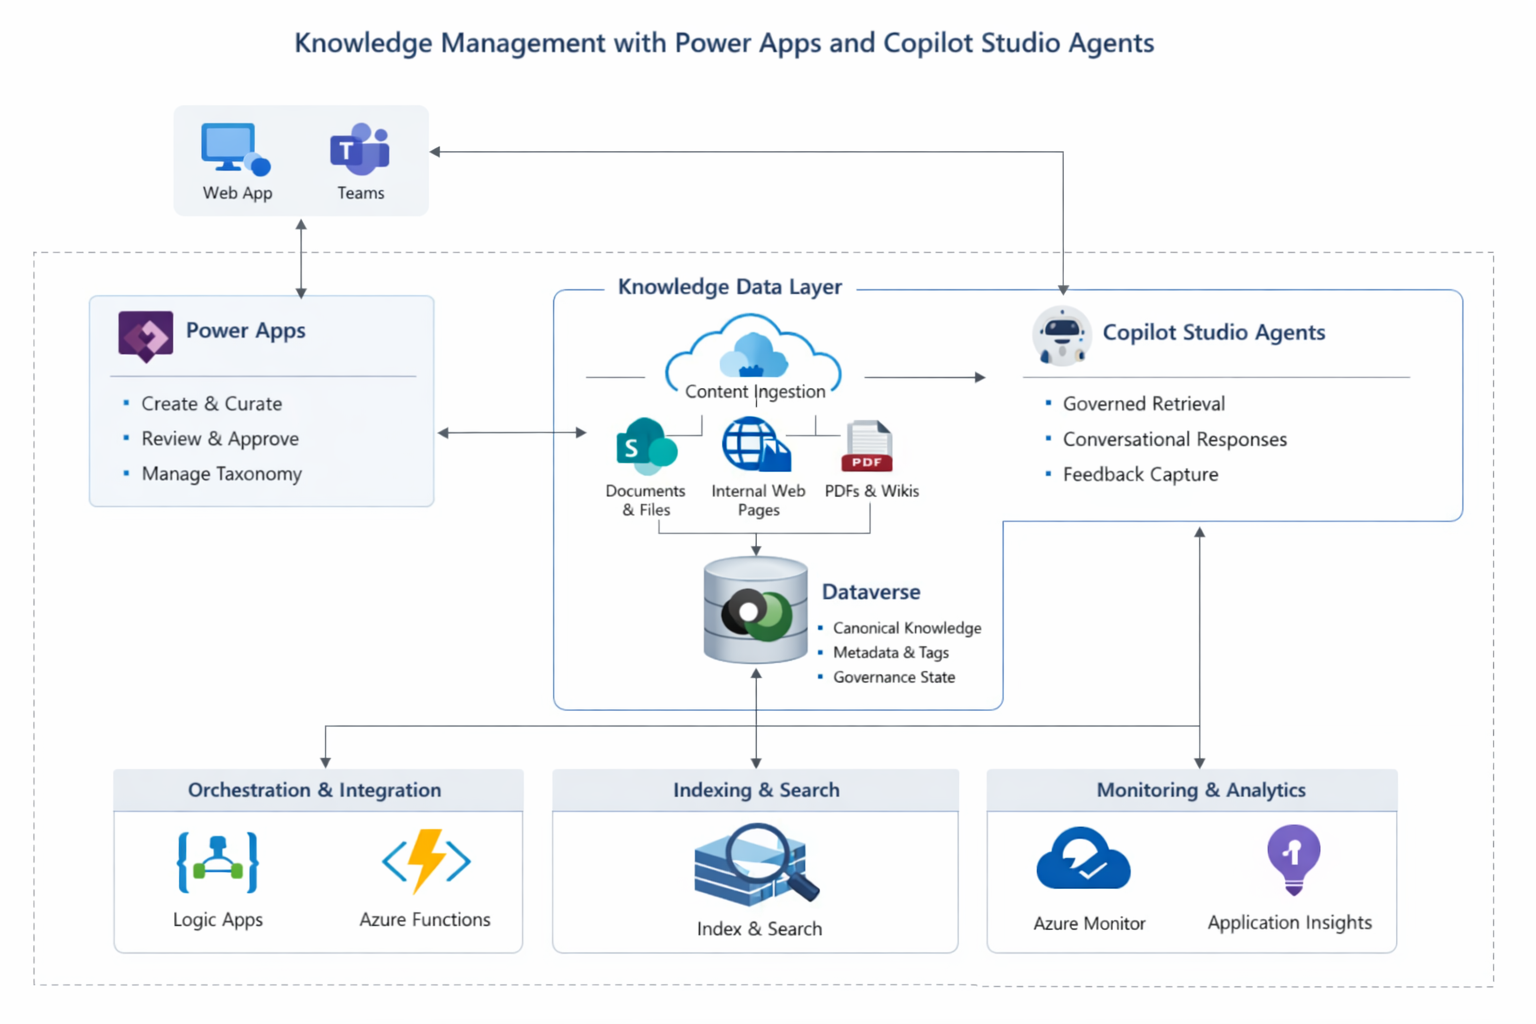 Knowledge Management with Power Apps and Copilot Studio Agents
T
Web App
Teams
Power Apps
Create & Curate
Review & Approve
Manage Taxonomy
Knowledge Data Layer
Content Ingestion
S
PDF
Documents
& Files
Internal Web
Pages
PDFs & Wikis
Dataverse
Canonical Knowledge
Metadata & Tags
Governance State
Copilot Studio Agents
Governed Retrieval
Conversational Responses
Feedback Capture
Orchestration & Integration
Logic Apps
Azure Functions
Indexing & Search
Index & Search
Monitoring & Analytics
Azure Monitor
Application Insights